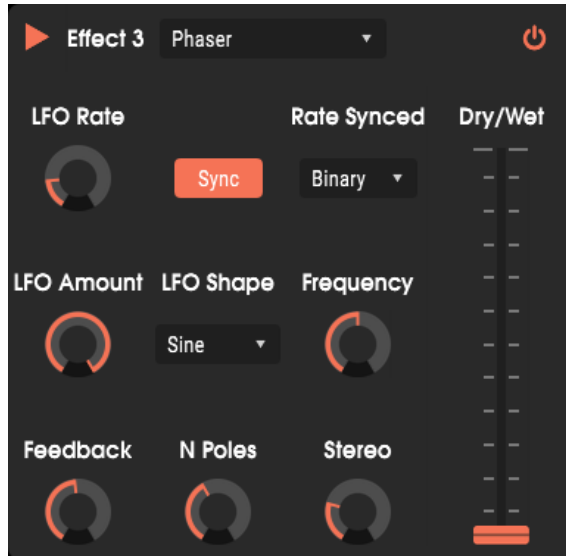 Effect 3 Phaser
LFO Rate Rate Synced Dry/Wet
Sync Binary
LFO Amount LFO Shape Frequency
Sine
Feedback N Poles Stereo